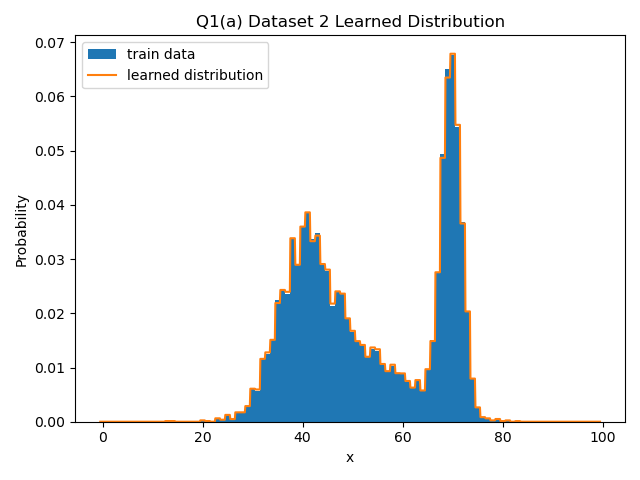 Q1(a) Dataset 2 Learned Distribution
train data
learned distribution
0.07
0.06
0.05
0.04
0.03
0.02
0.01
0.00
Probability
0 20 40 60 80 100
x